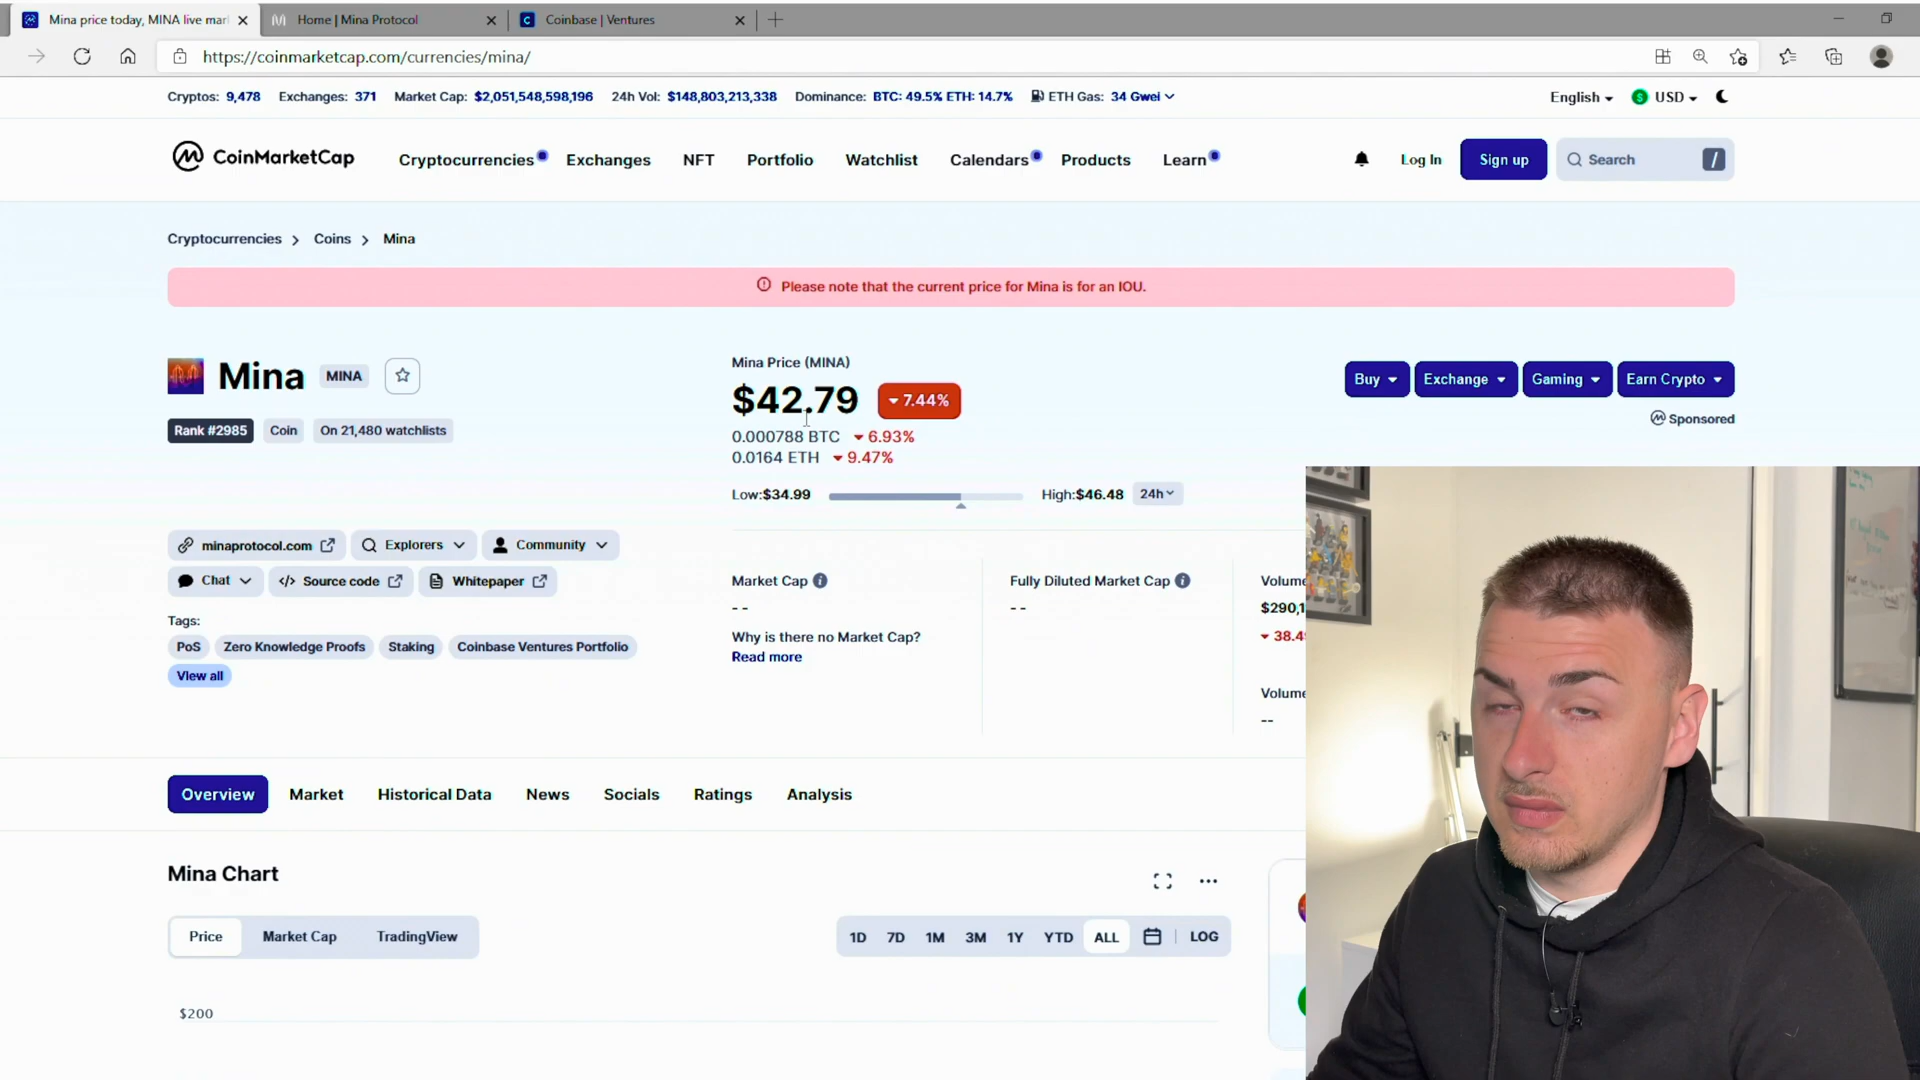 Mina price today, MINA live mar
Home | Mina Protocol
Coinbase | Ventures
https://coinmarketcap.com/currencies/mina/
Cryptos: 9,478 Exchanges: 371 Market Cap: $2,051,548,598,196 24h Vol: $148,803,213,338 Dominance: BTC: 49.5% ETH: 14.7% ETH Gas: 34 Gwei
English USD
CoinMarketCap
Cryptocurrencies Exchanges NFT Portfolio Watchlist Calendars Products Learn
Log In Sign up Search /
Cryptocurrencies > Coins > Mina
Please note that the current price for Mina is for an IOU.
Mina MINA
Rank #2985 Coin On 21,480 watchlists
Mina Price (MINA)
$42.79 7.44%
0.000788 BTC 6.93%
0.0164 ETH 9.47%
Low:$34.99 High:$46.48 24h
Buy Exchange Gaming Earn Crypto
Sponsored
minaprotocol.com Explorers Community
Chat </> Source code Whitepaper
Tags:
PoS Zero Knowledge Proofs Staking Coinbase Ventures Portfolio
View all
Market Cap
- -
Why is there no Market Cap?
Read more
Fully Diluted Market Cap
- -
Volume
$290,1
38.4
Volume
--
Overview Market Historical Data News Socials Ratings Analysis
Mina Chart
Price Market Cap TradingView
1D 7D 1M 3M 1Y YTD ALL LOG
$200